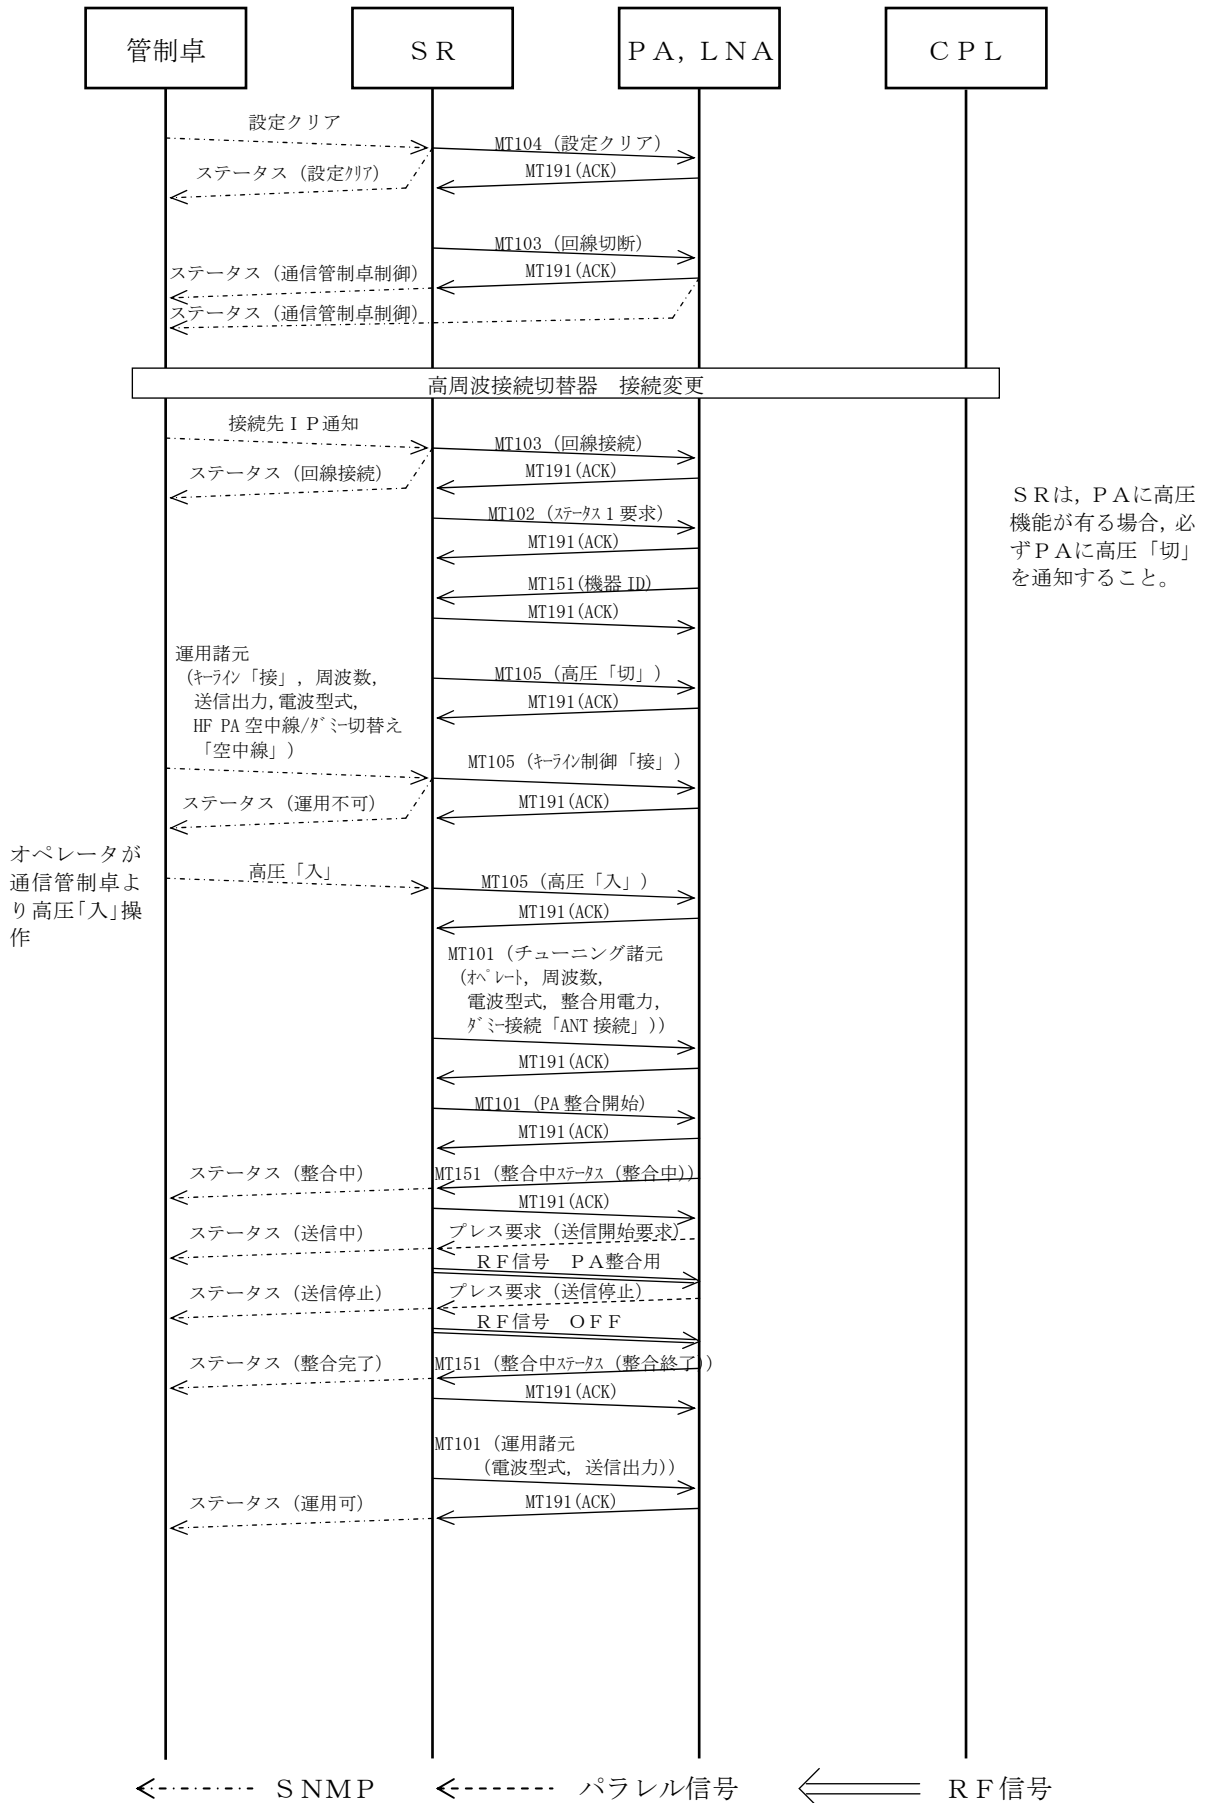 管制卓
ＳＲ
ＰＡ，ＬＮＡ
ＣＰＬ
設定クリア
MT104（設定クリア）
ステータス（設定ｸﾘｱ）
MT191(ACK)
MT103（回線切断）
MT191(ACK)
ステータス（通信管制卓制御）
ステータス（通信管制卓制御）
高周波接続切替器　接続変更
接続先ＩＰ通知
MT103（回線接続）
ステータス（回線接続）
MT191(ACK)
ＳＲは，ＰＡに高圧
機能が有る場合，必
ずＰＡに高圧「切」
を通知すること。
MT102（ｽﾃｰﾀｽ１要求）
MT191(ACK)
MT151(機器 ID)
MT191(ACK)
運用諸元
（ｷｰﾗｲﾝ「接」，周波数，
送信出力，電波型式，
HF PA 空中線/ﾀﾞﾐｰ切替え
「空中線」）
MT105（高圧「切」）
MT191(ACK)
MT105（ｷｰﾗｲﾝ制御「接」）
ステータス（運用不可）
MT191(ACK)
オペレータが
通信管制卓よ
り高圧「入」操
作
高圧「入」
MT105（高圧「入」）
MT191(ACK)
MT101（チューニング諸元
（ｵﾍﾟﾚｰﾄ，周波数，
電波型式，整合用電力，
ﾀﾞﾐｰ接続「ANT 接続」））
MT191(ACK)
MT101（PA 整合開始）
MT191(ACK)
ステータス（整合中）
MT151（整合中ｽﾃｰﾀｽ（整合中））
MT191(ACK)
ステータス（送信中）
プレス要求（送信開始要求）
ＲＦ信号　ＰＡ整合用
ステータス（送信停止）
プレス要求（送信停止）
ＲＦ信号　ＯＦＦ
ステータス（整合完了）
MT151（整合中ｽﾃｰﾀｽ（整合終了））
MT191(ACK)
MT101（運用諸元
（電波型式，送信出力））
ステータス（運用可）
MT191(ACK)
ＳＮＭＰ
パラレル信号
ＲＦ信号